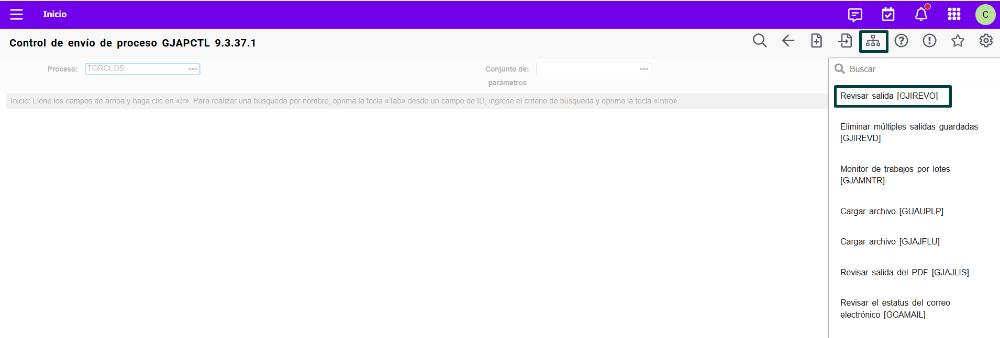 Inicio
C
Control de envío de proceso GJAPCTL 9.3.37.1
Proceso: TGRCLOS
Conjunto de:
parámetros
Inicio: Llene los campos de arriba y haga clic en «Ir». Para realizar una búsqueda por nombre, oprima la tecla «Tab» desde un campo de ID, ingrese el criterio de búsqueda y oprima la tecla «Intro».
Buscar
Revisar salida [GJIREVO]
Eliminar múltiples salidas guardadas
[GJIREVD]
Monitor de trabajos por lotes
[GJAMNTR]
Cargar archivo [GUAUPLP]
Cargar archivo [GJAJFLU]
Revisar salida del PDF [GJAJLIS]
Revisar el estatus del correo
electrónico [GCAMAIL]